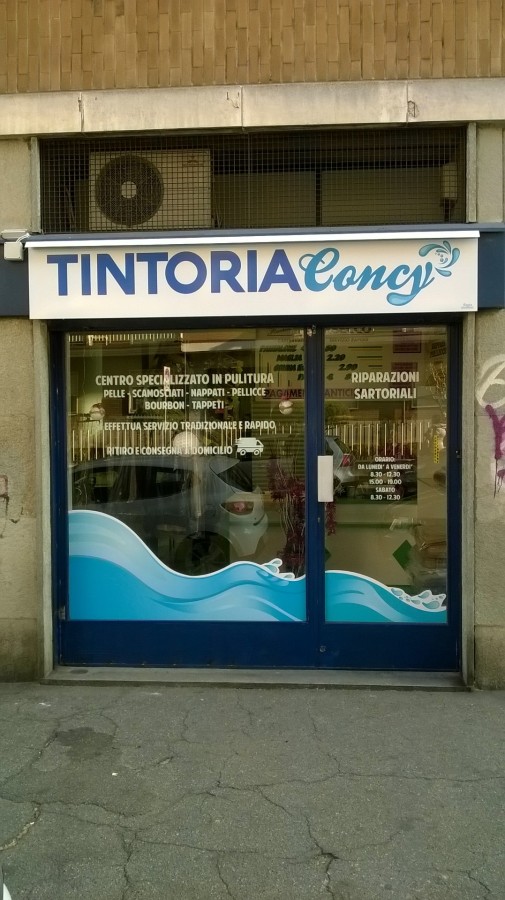 TINTORIA Concy
CENTRO SPECIALIZZATO IN PULITURA
PELLE - SCAMOSCIATI - NAPPATI - PELLICCE
BOURBON - TAPPETI
EFFETTUA SERVIZIO TRADIZIONALE E RAPIDO
RITIRO E CONSEGNA A DOMICILIO
RIPARAZIONI
SARTORIALI
ORARIO:
DA LUNEDI' A VENERDI'
8.30 - 12.30
15.00 - 19.00
SABATO
8.30 - 12.30